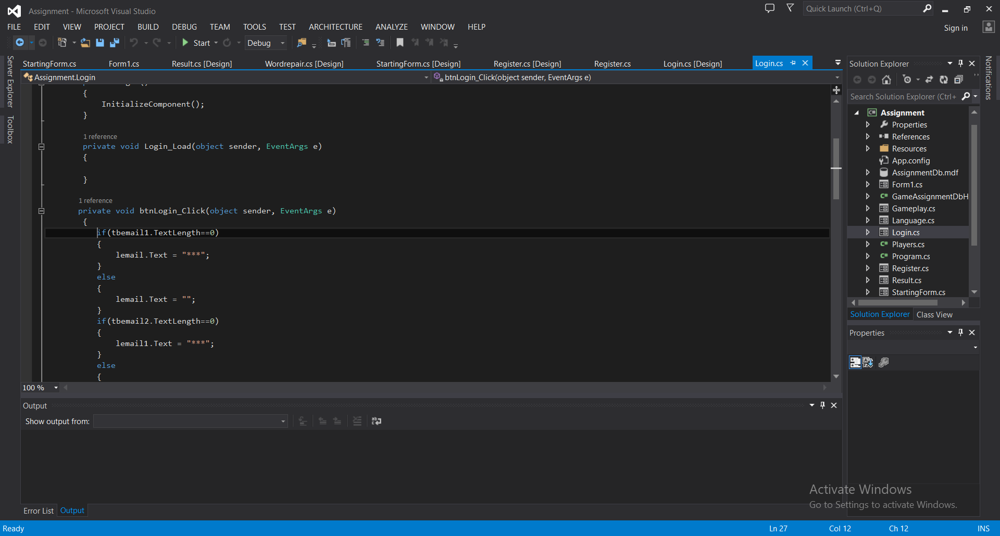 Assignment - Microsoft Visual Studio
Quick Launch (Ctrl+Q)
FILE EDIT VIEW PROJECT BUILD DEBUG TEAM TOOLS TEST ARCHITECTURE ANALYZE WINDOW HELP
Sign in
Start Debug
Server Explorer
Toolbox
StartingForm.cs Form1.cs Result.cs [Design] Wordrepair.cs [Design] StartingForm.cs [Design] Register.cs [Design] Register.cs Login.cs [Design] Login.cs
Assignment.Login btnLogin_Click(object sender, EventArgs e)
{
InitializeComponent();
}
1 reference
private void Login_Load(object sender, EventArgs e)
{
}
1 reference
private void btnLogin_Click(object sender, EventArgs e)
{
if(tbemail1.TextLength==0)
{
lemail.Text = "***";
}
else
{
lemail.Text = "";
}
if(tbemail2.TextLength==0)
{
lemail1.Text = "***";
}
else
{
100 %
Output
Show output from:
Error List Output
Solution Explorer
Search Solution Explorer (Ctrl+
C# Assignment
Properties
References
Resources
App.config
AssignmentDb.mdf
Form1.cs
C# GameAssignmentDbH
Gameplay.cs
Language.cs
Login.cs
C# Players.cs
C# Program.cs
Register.cs
Result.cs
StartingForm.cs
Solution Explorer Class View
Properties
Notifications
Activate Windows
Go to Settings to activate Windows.
Ready Ln 27 Col 12 Ch 12 INS